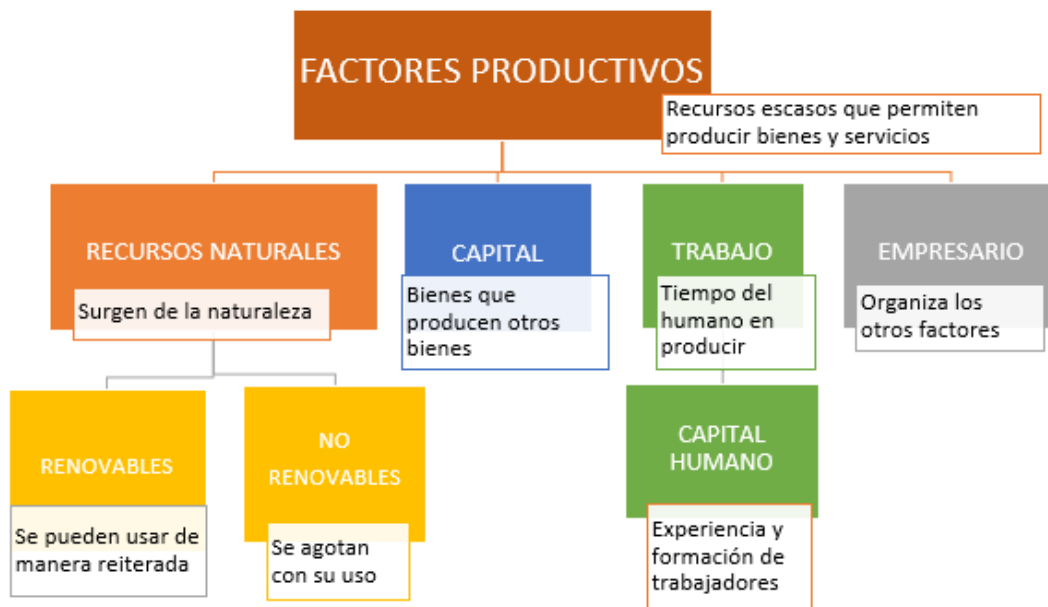 FACTORES PRODUCTIVOS
Recursos escasos que permiten
producir bienes y servicios
RECURSOS NATURALES
Surgen de la naturaleza
CAPITAL
Bienes que
producen otros
bienes
TRABAJO
Tiempo del
humano en
producir
EMPRESARIO
Organiza los
otros factores
RENOVABLES
Se pueden usar de
manera reiterada
NO
RENOVABLES
Se agotan
con su uso
CAPITAL
HUMANO
Experiencia y
formación de
trabajadores